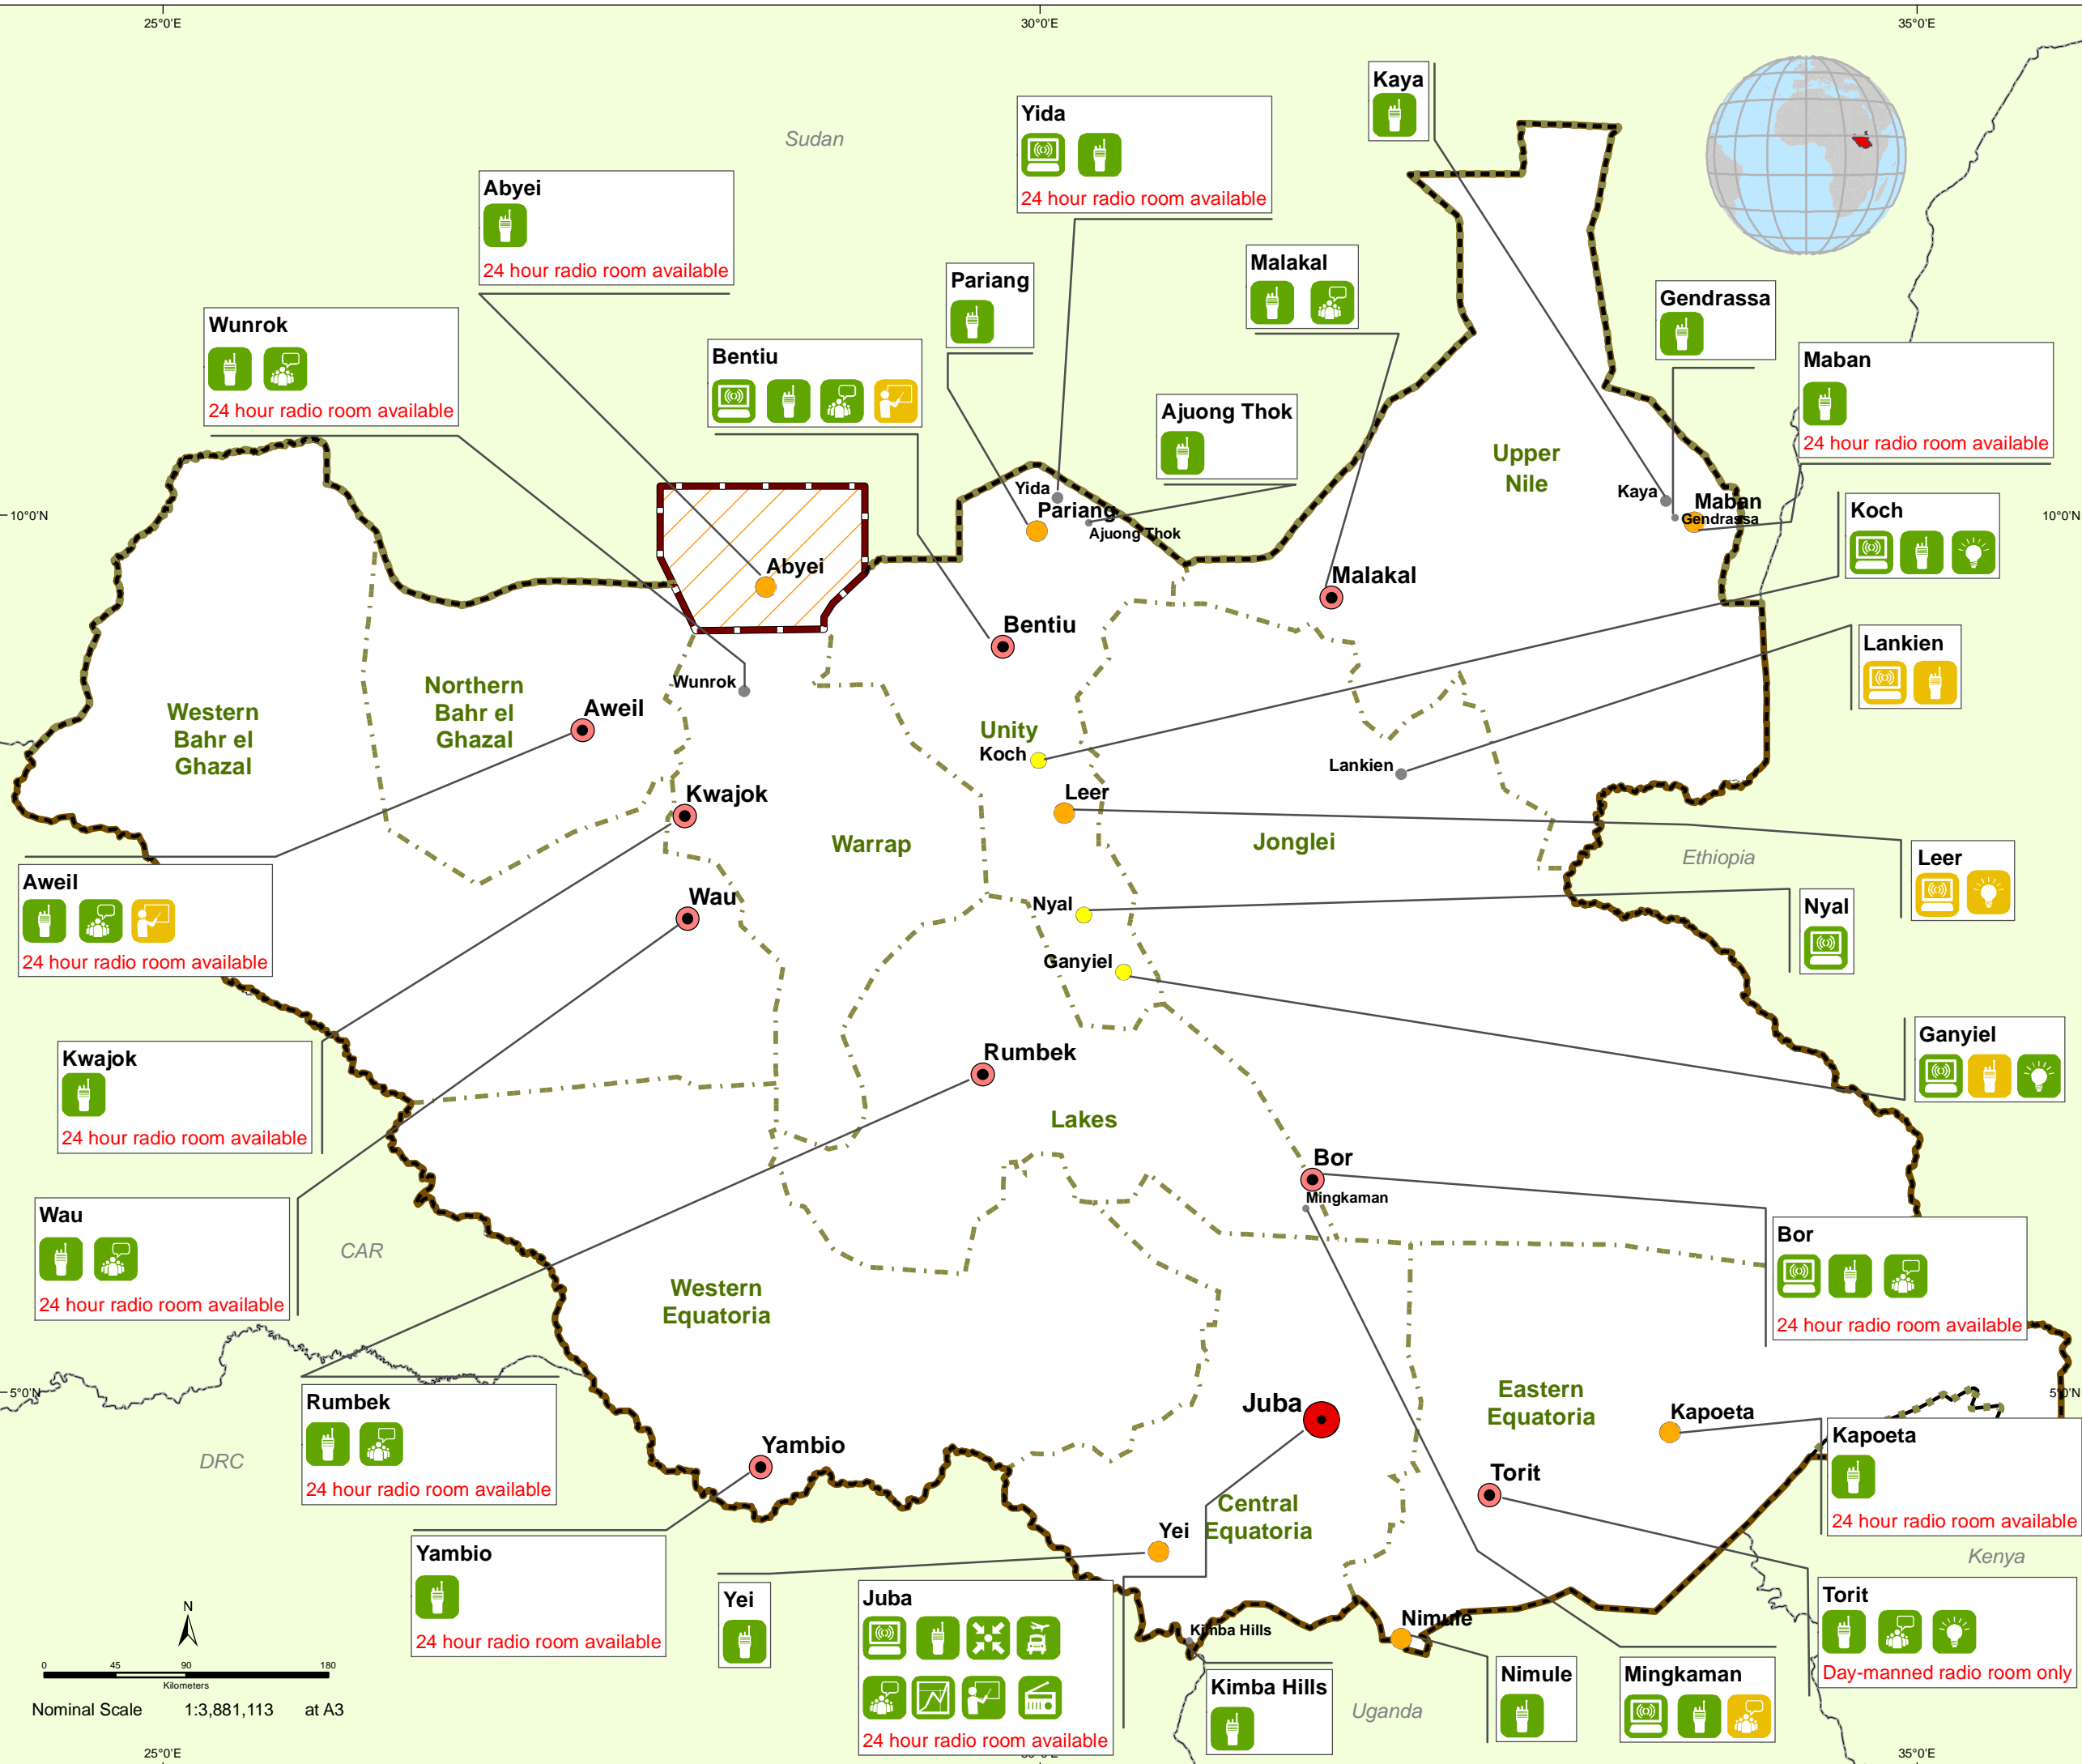 25°0'E
30°0'E
35°0'E
Kaya
Yida
24 hour radio room available
Sudan
Abyei
24 hour radio room available
Malakal
Pariang
Gendrassa
Wunrok
24 hour radio room available
Bentiu
Maban
24 hour radio room available
Ajuong Thok
Upper
Nile
Yida
Kaya
Maban
Gendrassa
Pariang
Ajuong Thok
Koch
10°0'N
10°0'N
Abyei
Malakal
Bentiu
Lankien
Wunrok
Northern
Bahr el
Ghazal
Western
Bahr el
Ghazal
Aweil
Unity
Koch
Lankien
Kwajok
Leer
Warrap
Jonglei
Ethiopia
Leer
Aweil
24 hour radio room available
Wau
Nyal
Nyal
Ganyiel
Ganyiel
Kwajok
24 hour radio room available
Rumbek
Lakes
Bor
Mingkaman
Wau
24 hour radio room available
CAR
Bor
24 hour radio room available
Western
Equatoria
5°0'N
5°0'N
Rumbek
24 hour radio room available
Juba
Eastern
Equatoria
Kapoeta
Kapoeta
24 hour radio room available
DRC
Yambio
Torit
Central
Equatoria
Yei
Yambio
24 hour radio room available
Kenya
Yei
Juba
24 hour radio room available
Kimba Hills
Nimule
Torit
Day-manned radio room only
Kimba Hills
Uganda
Nimule
Mingkaman
N
0 45 90 180
Kilometers
Nominal Scale 1:3,881,113 at A3
25°0'E
35°0'E